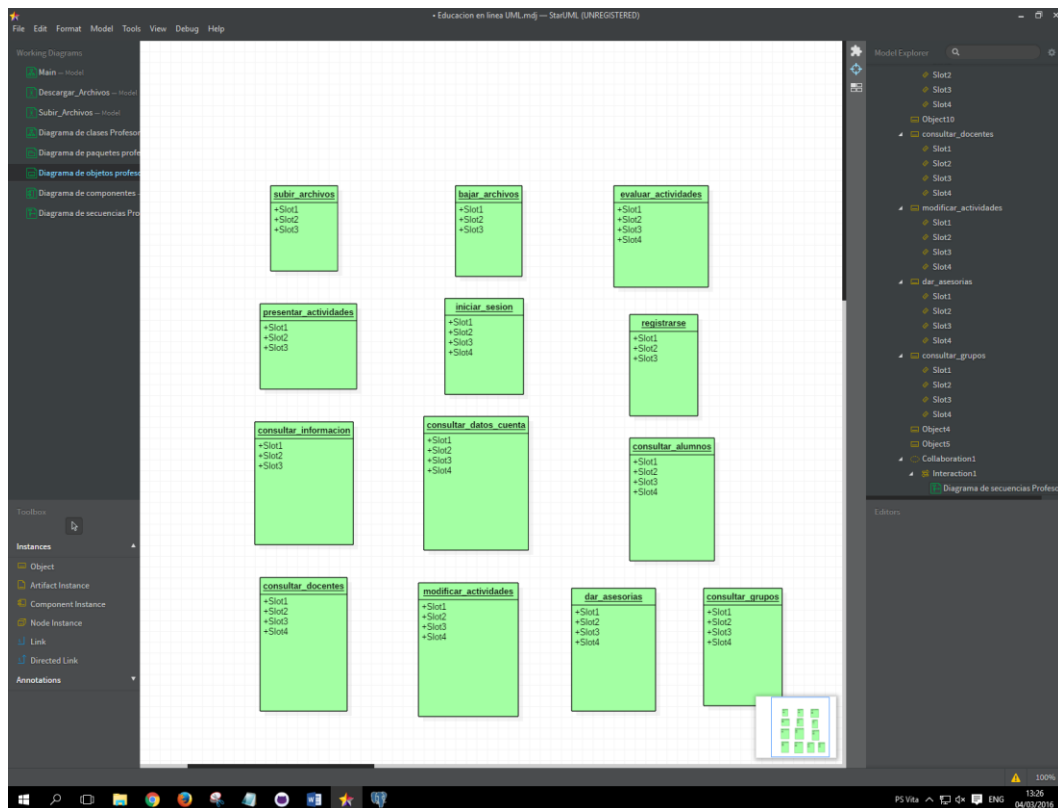 • Educacion en linea UML.mdj — StarUML (UNREGISTERED)
File Edit Format Model Tools View Debug Help
Working Diagrams
Main — Model
Descargar_Archivos — Model
Subir_Archivos — Model
Diagrama de clases Profesor
Diagrama de paquetes profe
Diagrama de objetos profeso
Diagrama de componentes -
Diagrama de secuencias Pro
Toolbox
Instances
Object
Artifact Instance
Component Instance
Node Instance
Link
Directed Link
Annotations
subir_archivos
+Slot1
+Slot2
+Slot3
bajar_archivos
+Slot1
+Slot2
+Slot3
evaluar_actividades
+Slot1
+Slot2
+Slot3
+Slot4
presentar_actividades
+Slot1
+Slot2
+Slot3
iniciar_sesion
+Slot1
+Slot2
+Slot3
+Slot4
registrarse
+Slot1
+Slot2
+Slot3
consultar_informacion
+Slot1
+Slot2
+Slot3
consultar_datos_cuenta
+Slot1
+Slot2
+Slot3
+Slot4
consultar_alumnos
+Slot1
+Slot2
+Slot3
+Slot4
consultar_docentes
+Slot1
+Slot2
+Slot3
+Slot4
modificar_actividades
+Slot1
+Slot2
+Slot3
+Slot4
dar_asesorias
+Slot1
+Slot2
+Slot3
+Slot4
consultar_grupos
+Slot1
+Slot2
+Slot3
+Slot4
Model Explorer
Slot2
Slot3
Slot4
Object10
consultar_docentes
Slot1
Slot2
Slot3
Slot4
modificar_actividades
Slot1
Slot2
Slot3
Slot4
dar_asesorias
Slot1
Slot2
Slot3
Slot4
consultar_grupos
Slot1
Slot2
Slot3
Slot4
Object4
Object5
Collaboration1
Interaction1
Diagrama de secuencias Profeso
Editors
100%
PS Vita
ENG
13:26
04/03/2016